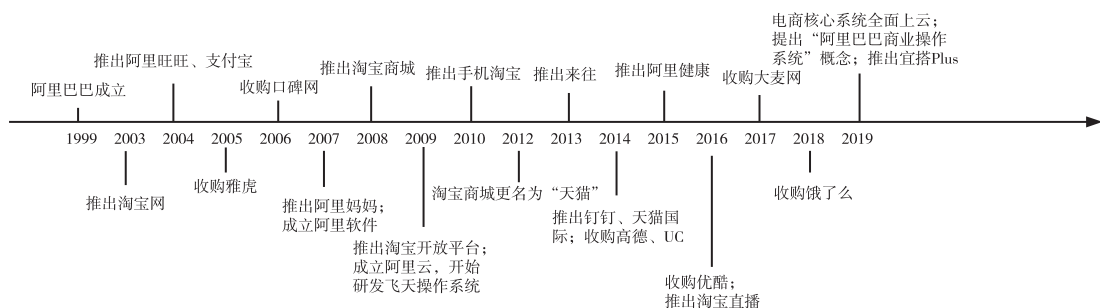 电商核心系统全面上云；
提出“阿里巴巴商业操作
系统”概念；推出宜搭Plus
推出阿里旺旺、支付宝
推出淘宝商城
推出手机淘宝
推出来往
推出阿里健康
收购大麦网
阿里巴巴成立
收购口碑网
1999 2003 2004 2005 2006 2007 2008 2009 2010 2012 2013 2014 2015 2016 2017 2018 2019
收购雅虎
淘宝商城更名为“天猫”
收购饿了么
推出淘宝网
推出阿里妈妈；
成立阿里软件
推出钉钉、天猫国
际；收购高德、UC
推出淘宝开放平台；
成立阿里云，开始
研发飞天操作系统
收购优酷；
推出淘宝直播